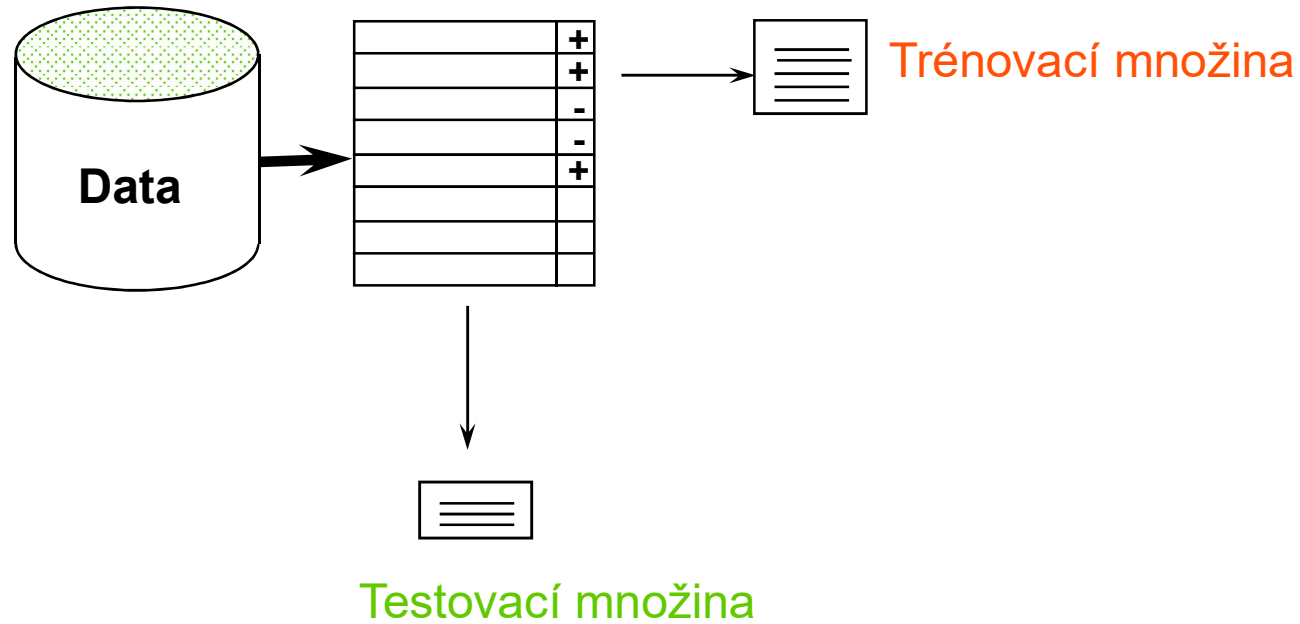 +
+
-
-
+
Trénovací množina
Data
Testovací množina